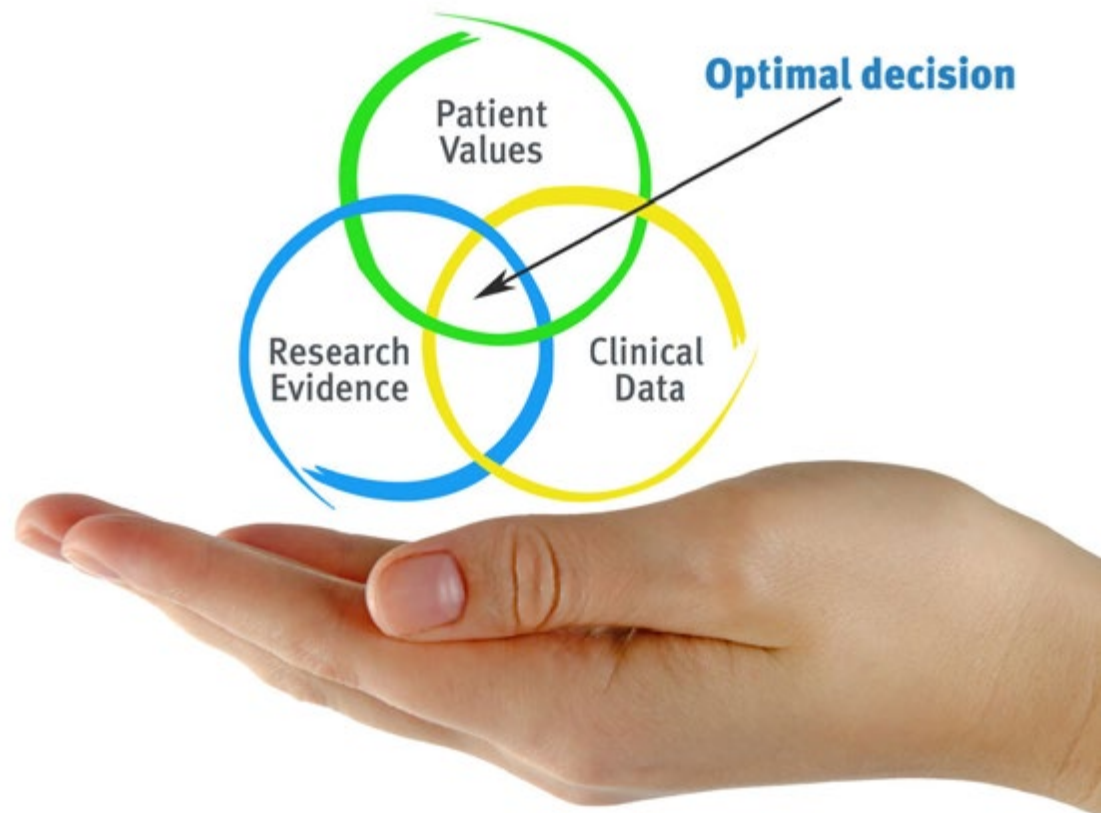 Optimal decision
Patient
Values
Research
Evidence
Clinical
Data